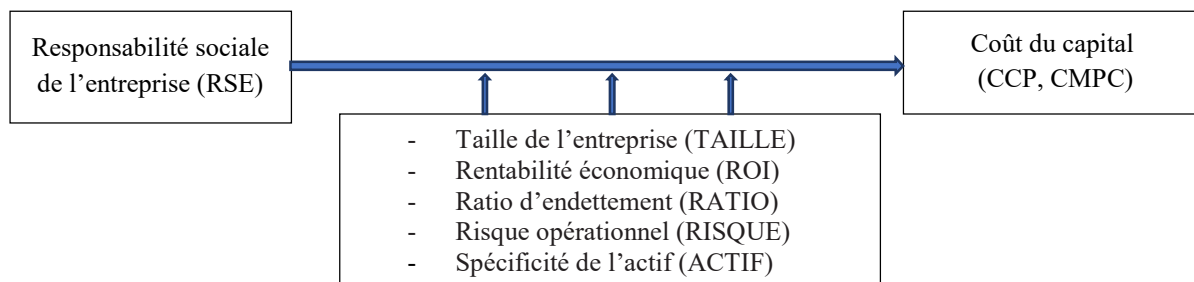 Responsabilité sociale
de l’entreprise (RSE)
Coût du capital
(CCP, CMPC)
- Taille de l’entreprise (TAILLE)
- Rentabilité économique (ROI)
- Ratio d’endettement (RATIO)
- Risque opérationnel (RISQUE)
- Spécificité de l’actif (ACTIF)